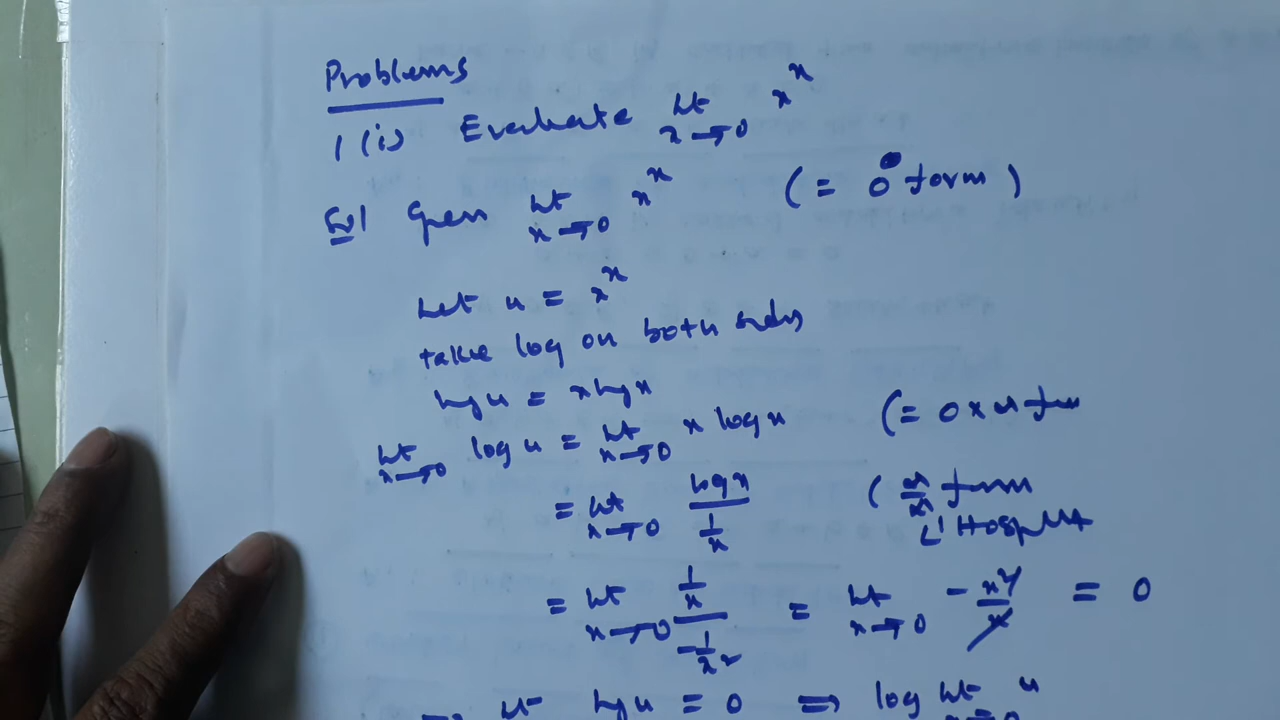 Problems
1 (i) Evaluate Lt x→0 x^x
Sol Given Lt x→0 x^x (= 0^0 form)
Let u = x^x
take log on both sides
log u = x log x
Lt x→0 log u = Lt x→0 x log x (= 0 × ∞ form
= Lt x→0 log x / (1/x) ( ∞/∞ form
L' Hospital
= Lt x→0 (1/x) / (-1/x²) = Lt x→0 - x²/x = 0
⇒ Lt log u = 0 ⇒ log Lt x→0 u